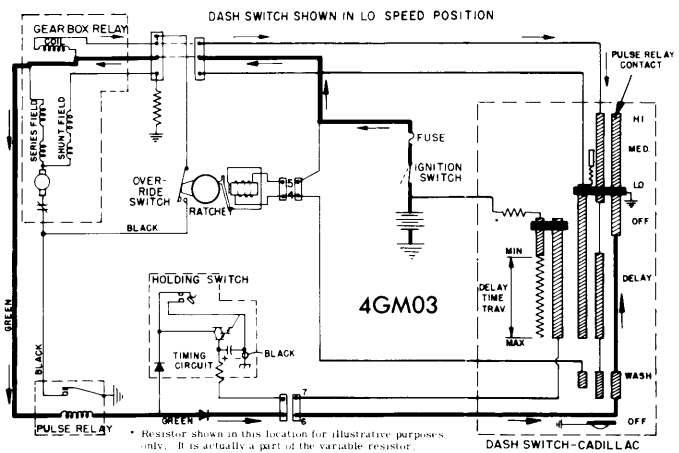 DASH SWITCH SHOWN IN LO SPEED POSITION
GEAR BOX RELAY
COIL
PULSE RELAY
CONTACT
SERIES FIELD
SHUNT FIELD
FUSE
HI
MED.
IGNITION
SWITCH
LO
OVER-
RIDE
SWITCH
5
4
RATCHET
OFF
BLACK
*
MIN
HOLDING SWITCH
DELAY
DELAY
TIME
TRAV.
4GM03
GREEN
MAX
TIMING
CIRCUIT
+
BLACK
BLACK
WASH
7
6
GREEN
OFF
PULSE RELAY
* Resistor shown in this location for illustrative purposes
only. It is actually a part of the variable resistor.
DASH SWITCH-CADILLAC